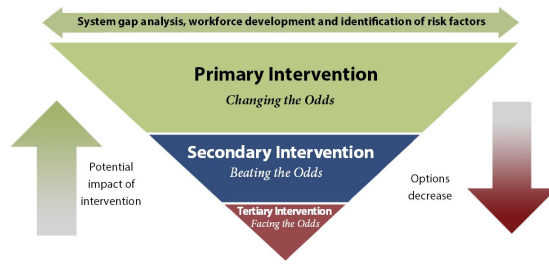 System gap analysis, workforce development and identification of risk factors
Primary Intervention
Changing the Odds
Secondary Intervention
Beating the Odds
Tertiary Intervention
Facing the Odds
Potential
impact of
intervention
Options
decrease